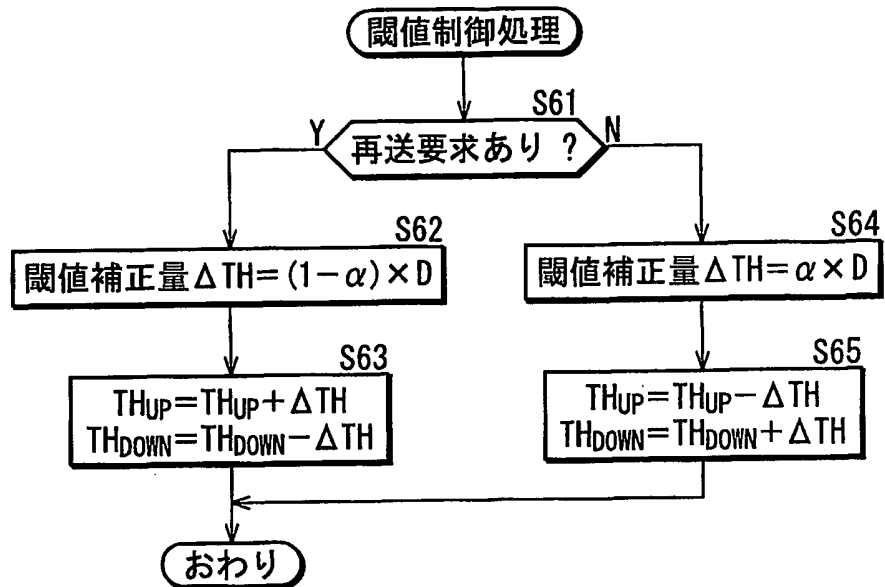 閾値制御処理
S61
Y
再送要求あり ?
N
S62
閾値補正量ΔTH=(1-α)×D
S63
THUP=THUP+ΔTH
THDOWN=THDOWN-ΔTH
S64
閾値補正量ΔTH=α×D
S65
THUP=THUP-ΔTH
THDOWN=THDOWN+ΔTH
おわり